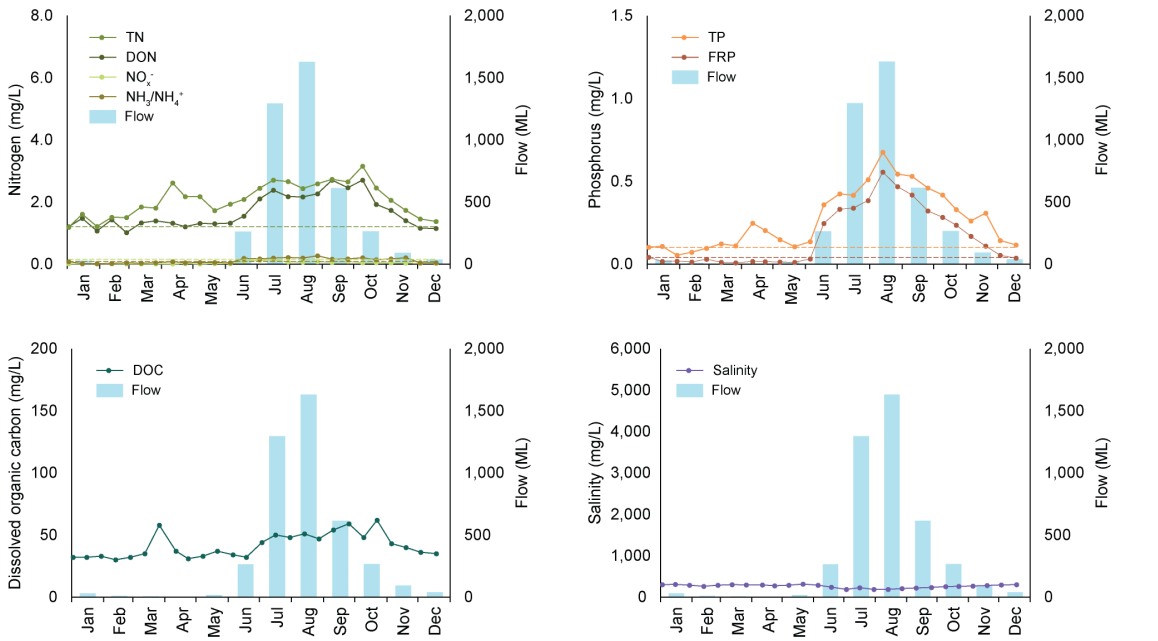 Nitrogen (mg/L)
8.0
6.0
4.0
2.0
0.0
TN
DON
NOₓ⁻
NH₃/NH₄⁺
Flow
2,000
1,500
1,000
500
0
Flow (ML)
Jan Feb Mar Apr May Jun Jul Aug Sep Oct Nov Dec
Phosphorus (mg/L)
1.5
1.0
0.5
0.0
TP
FRP
Flow
2,000
1,500
1,000
500
0
Flow (ML)
Jan Feb Mar Apr May Jun Jul Aug Sep Oct Nov Dec
Dissolved organic carbon (mg/L)
200
150
100
50
0
DOC
Flow
2,000
1,500
1,000
500
0
Flow (ML)
Jan Feb Mar Apr May Jun Jul Aug Sep Oct Nov Dec
Salinity (mg/L)
6,000
5,000
4,000
3,000
2,000
1,000
0
Salinity
Flow
2,000
1,500
1,000
500
0
Flow (ML)
Jan Feb Mar Apr May Jun Jul Aug Sep Oct Nov Dec